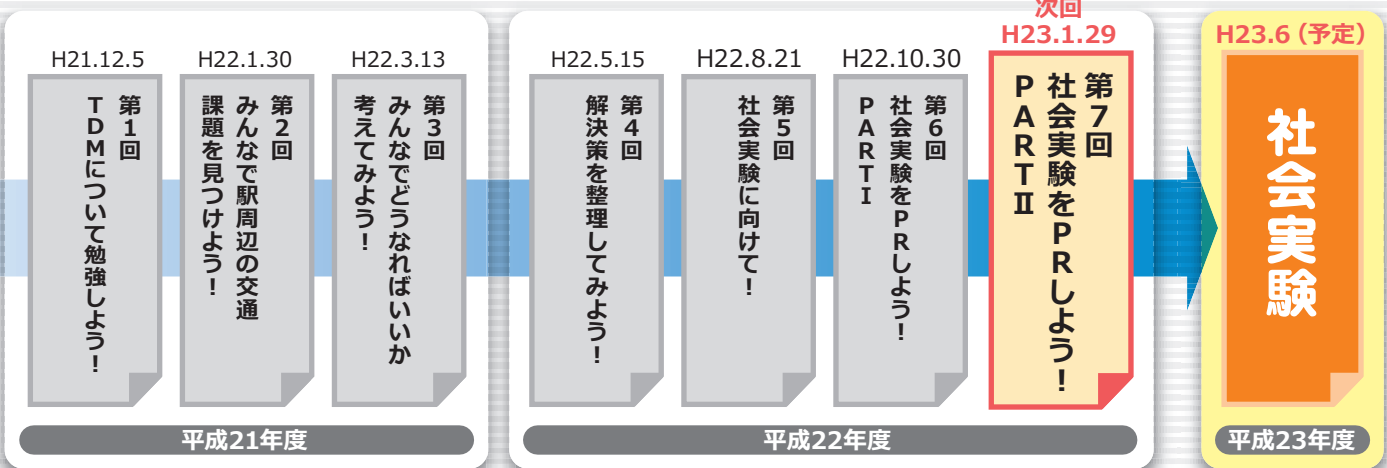 H21.12.5
第1回
TDMについて勉強しよう！
H22.1.30
第2回
みんなで駅周辺の交通
課題を見つけよう！
H22.3.13
第3回
みんなでどうなればいいか
考えてみよう！
平成21年度
H22.5.15
第4回
解決策を整理してみよう！
H22.8.21
第5回
社会実験に向けて！
H22.10.30
第6回
社会実験をPRしよう！
PARTⅠ
次回
H23.1.29
第7回
社会実験をPRしよう！
PARTⅡ
平成22年度
H23.6（予定）
社会実験
平成23年度